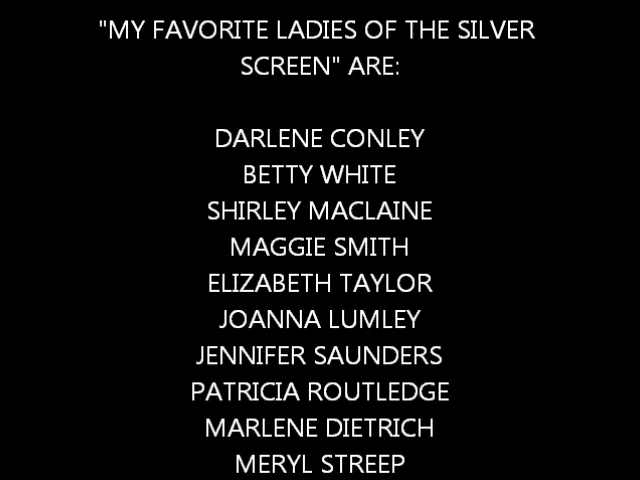 "MY FAVORITE LADIES OF THE SILVER
SCREEN" ARE:
DARLENE CONLEY
BETTY WHITE
SHIRLEY MACLAINE
MAGGIE SMITH
ELIZABETH TAYLOR
JOANNA LUMLEY
JENNIFER SAUNDERS
PATRICIA ROUTLEDGE
MARLENE DIETRICH
MERYL STREEP